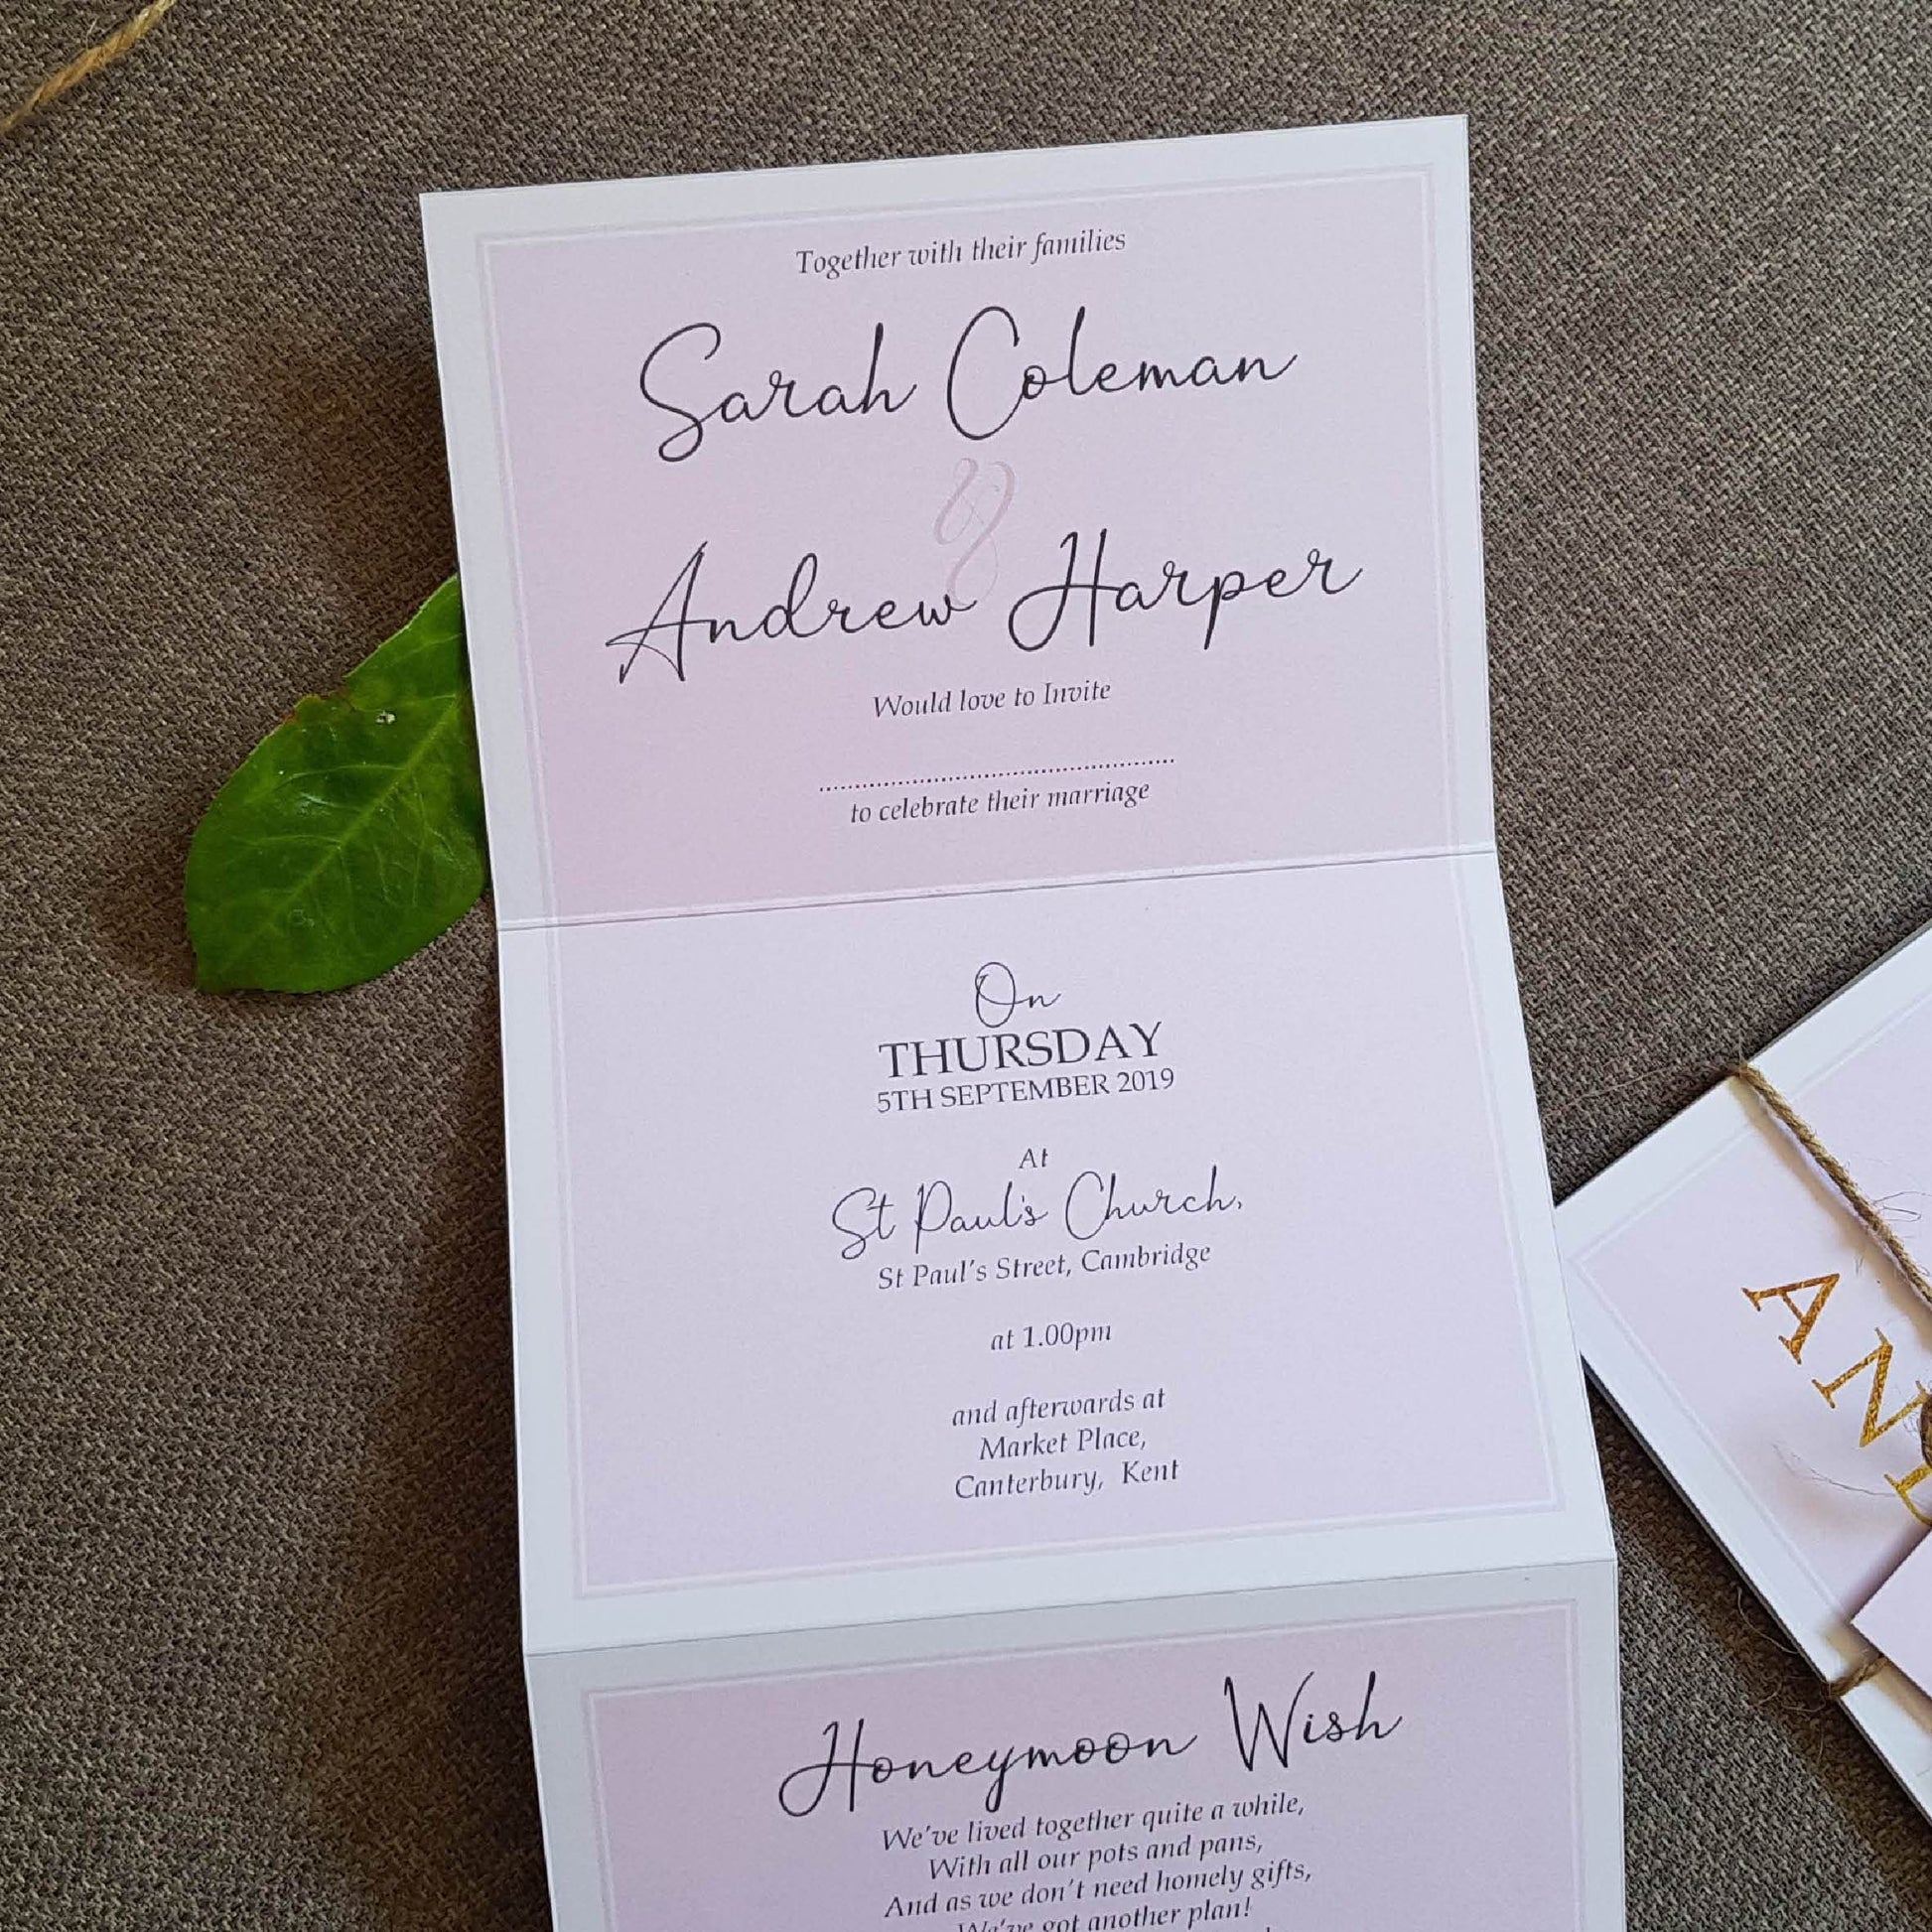 Together with their families
Sarah Coleman
&
Andrew Harper
Would love to Invite
to celebrate their marriage
On
THURSDAY
5TH SEPTEMBER 2019
At
St Paul's Church,
St Paul's Street, Cambridge
at 1.00pm
and afterwards at
Market Place,
Canterbury, Kent
Honeymoon Wish
We've lived together quite a while,
With all our pots and pans,
And as we don't need homely gifts,
We've got another plan!